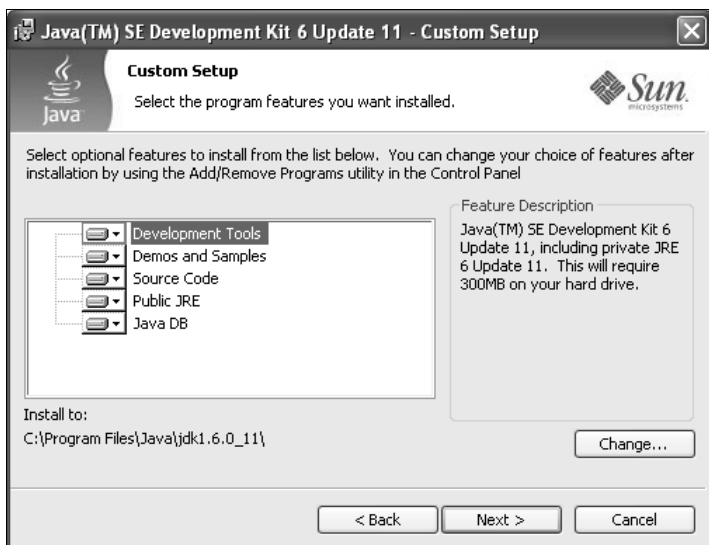 Java(TM) SE Development Kit 6 Update 11 - Custom Setup
Java
Custom Setup
Select the program features you want installed.
Sun
microsystems
Select optional features to install from the list below. You can change your choice of features after
installation by using the Add/Remove Programs utility in the Control Panel
Development Tools
Demos and Samples
Source Code
Public JRE
Java DB
Feature Description
Java(TM) SE Development Kit 6
Update 11, including private JRE
6 Update 11. This will require
300MB on your hard drive.
Install to:
C:\Program Files\Java\jdk1.6.0_11\
Change...
< Back
Next >
Cancel